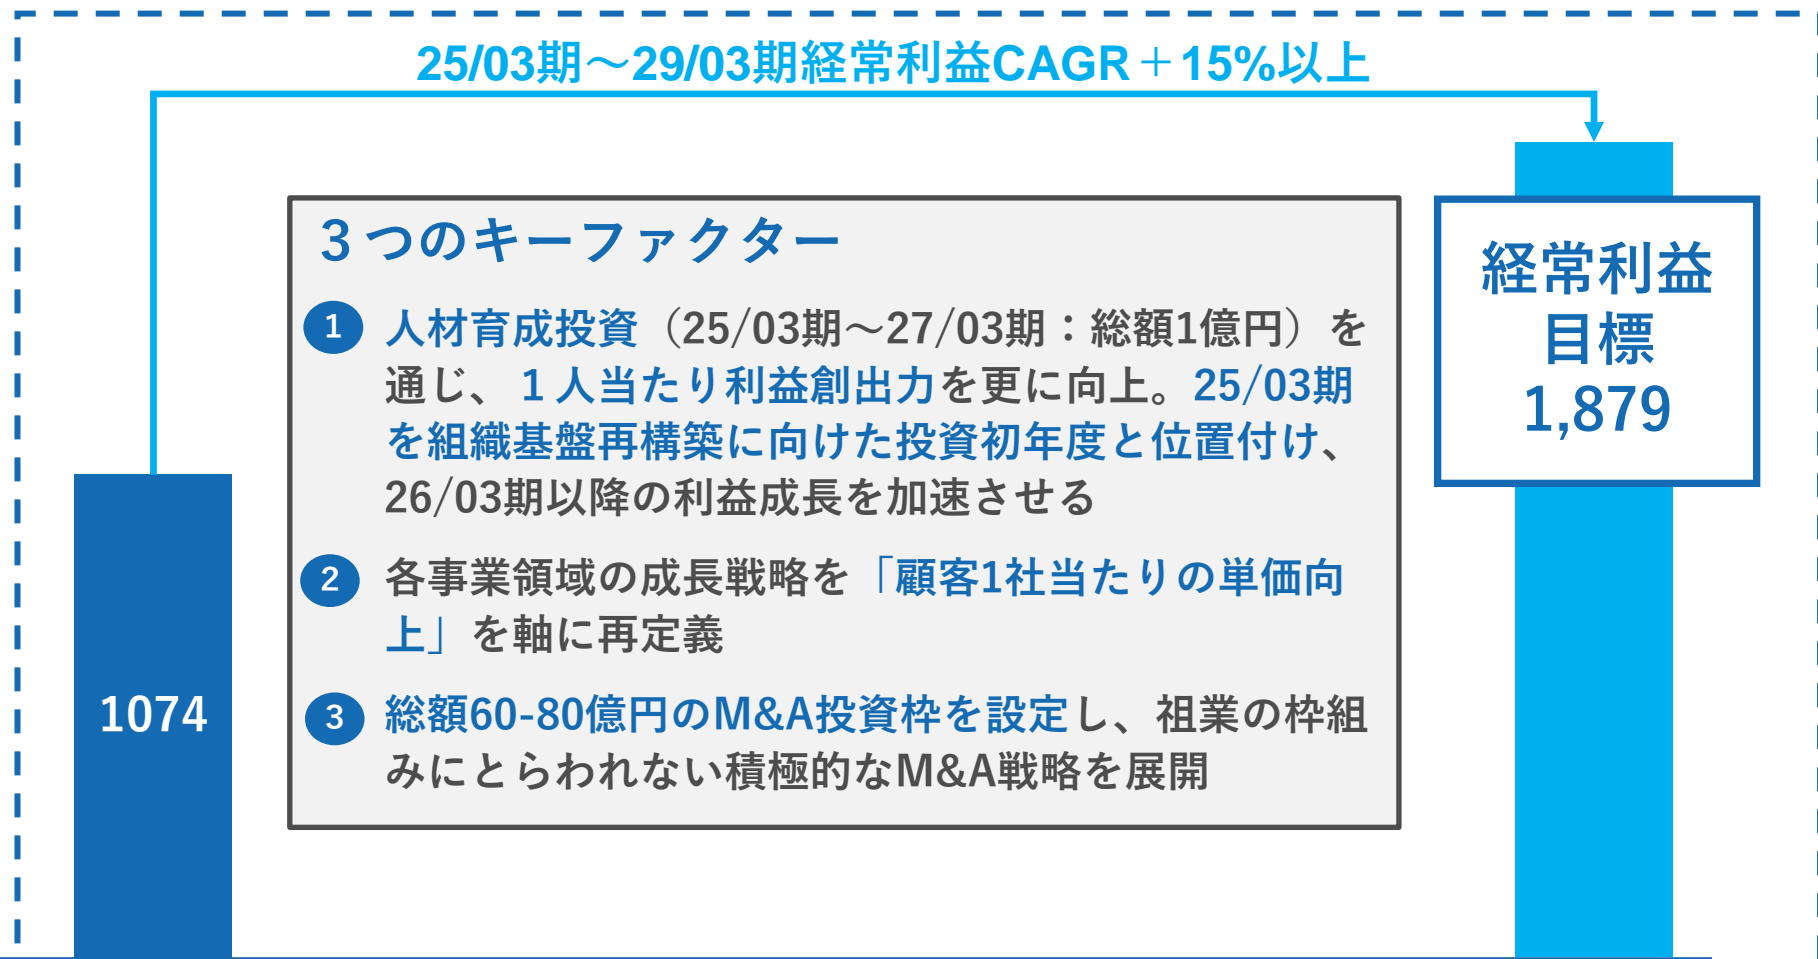 25/03期～29/03期経常利益CAGR＋15%以上
３つのキーファクター
1 人材育成投資（25/03期～27/03期：総額1億円）を
通じ、１人当たり利益創出力を更に向上。25/03期
を組織基盤再構築に向けた投資初年度と位置付け、
26/03期以降の利益成長を加速させる
2 各事業領域の成長戦略を「顧客1社当たりの単価向
上」を軸に再定義
3 総額60-80億円のM&A投資枠を設定し、祖業の枠組
みにとらわれない積極的なM&A戦略を展開
1074
経常利益
目標
1,879